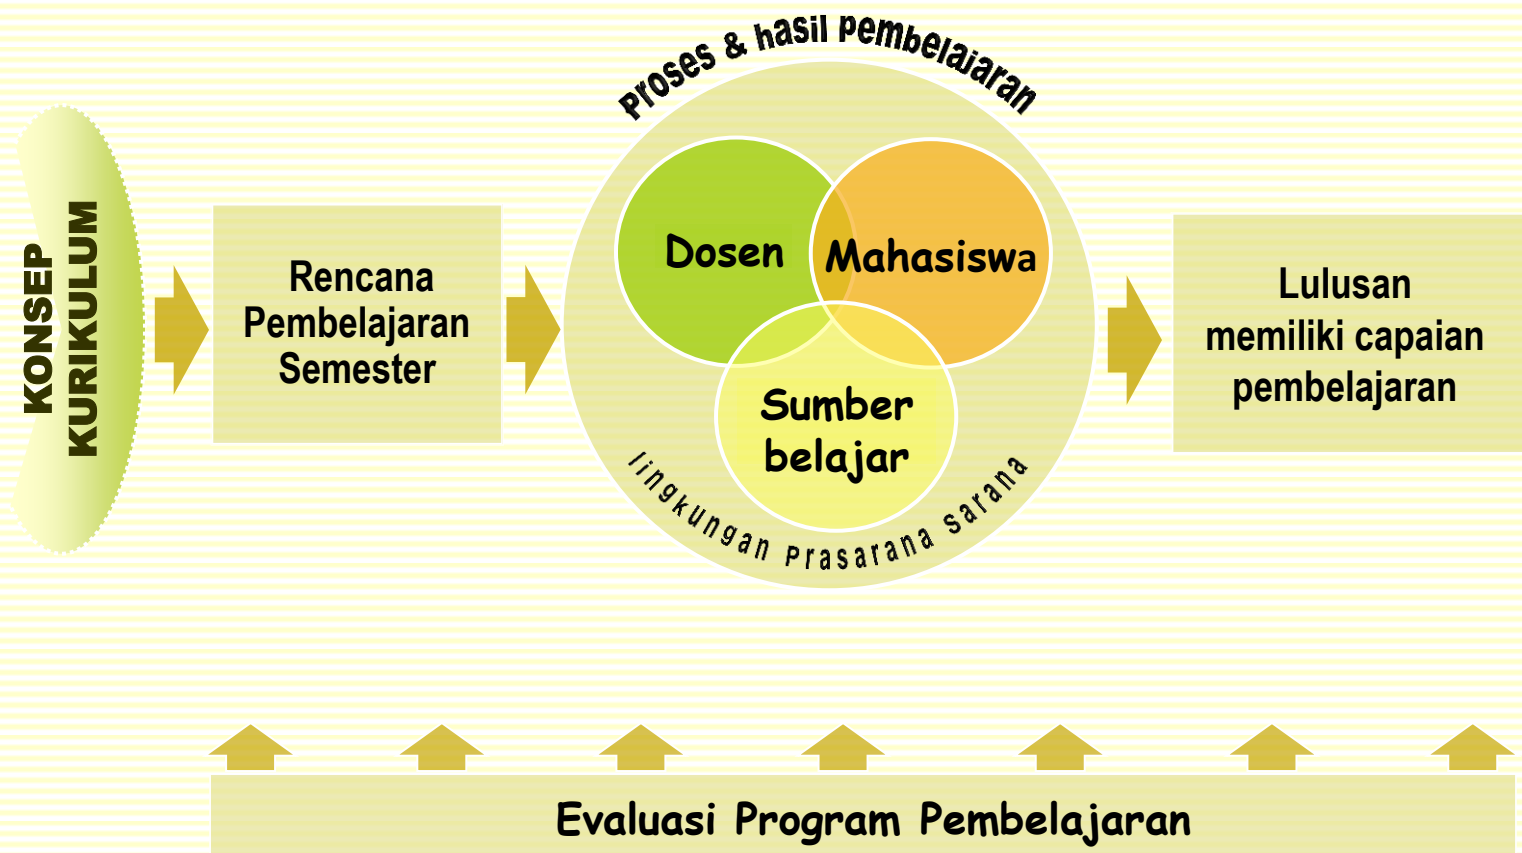 Proses & hasil pembelajaran
KONSEP
KURIKULUM
Rencana
Pembelajaran
Semester
Dosen
Mahasiswa
Sumber
belajar
lingkungan Prasarana sarana
Lulusan
memiliki capaian
pembelajaran
Evaluasi Program Pembelajaran